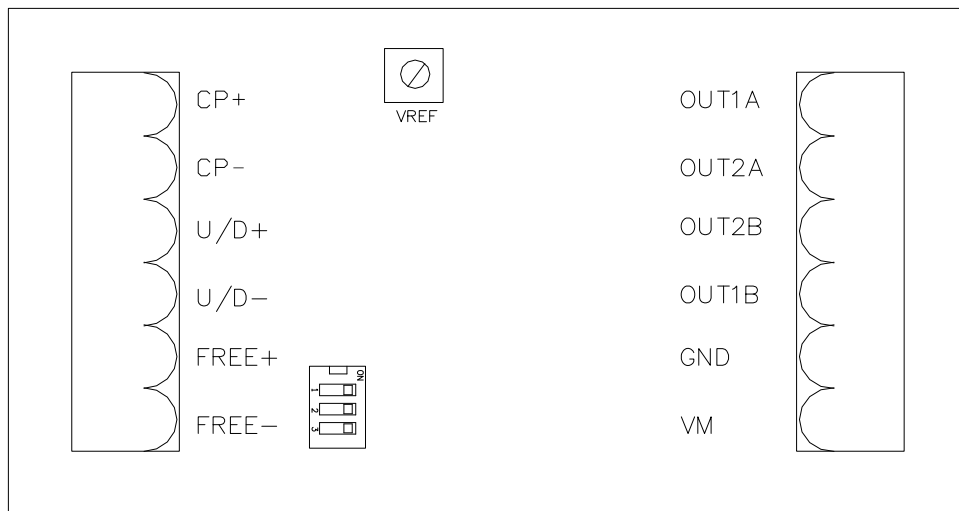 CP+
CP-
U/D+
U/D-
FREE+
FREE-
VREF
ON
1
2
3
OUT1A
OUT2A
OUT2B
OUT1B
GND
VM